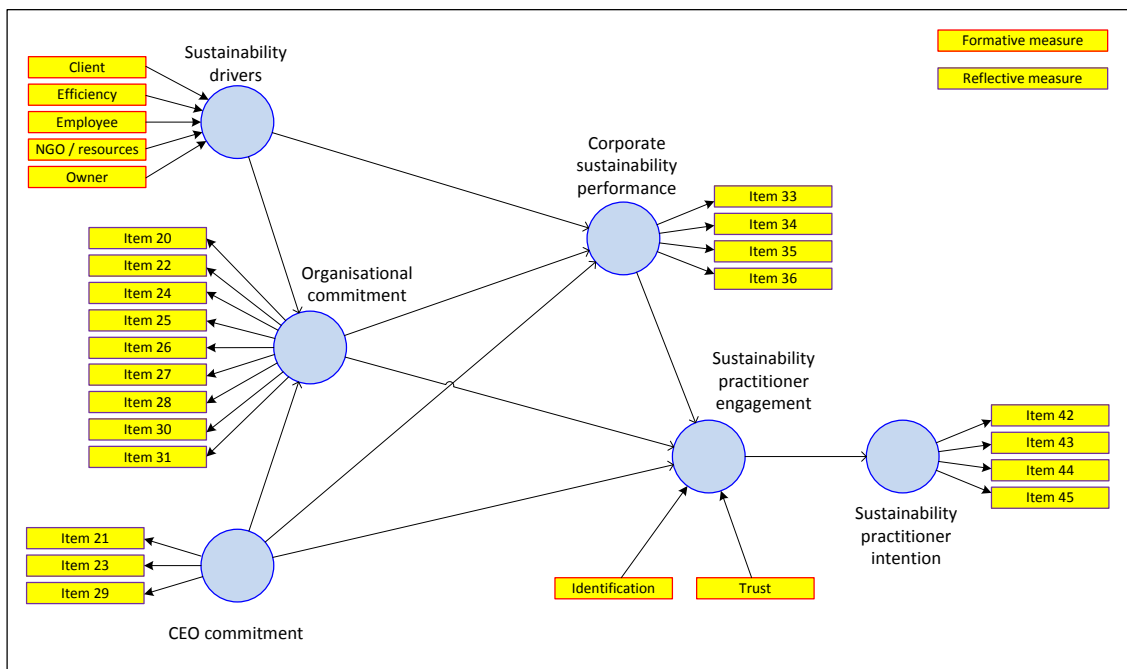 Sustainability
drivers
Client
Efficiency
Employee
NGO / resources
Owner
Formative measure
Reflective measure
Corporate
sustainability
performance
Item 33
Item 34
Item 35
Item 36
Item 20
Item 22
Item 24
Item 25
Item 26
Item 27
Item 28
Item 30
Item 31
Organisational
commitment
Sustainability
practitioner
engagement
Item 42
Item 43
Item 44
Item 45
Sustainability
practitioner
intention
Item 21
Item 23
Item 29
CEO commitment
Identification
Trust